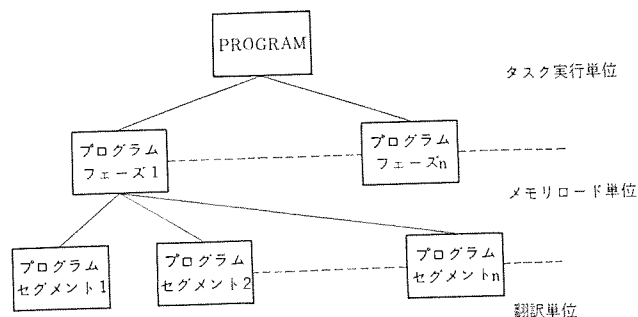 PROGRAM
タスク実行単位
プログラム
フェーズ1
プログラム
フェーズn
メモリロード単位
プログラム
セグメント1
プログラム
セグメント2
プログラム
セグメントn
翻訳単位